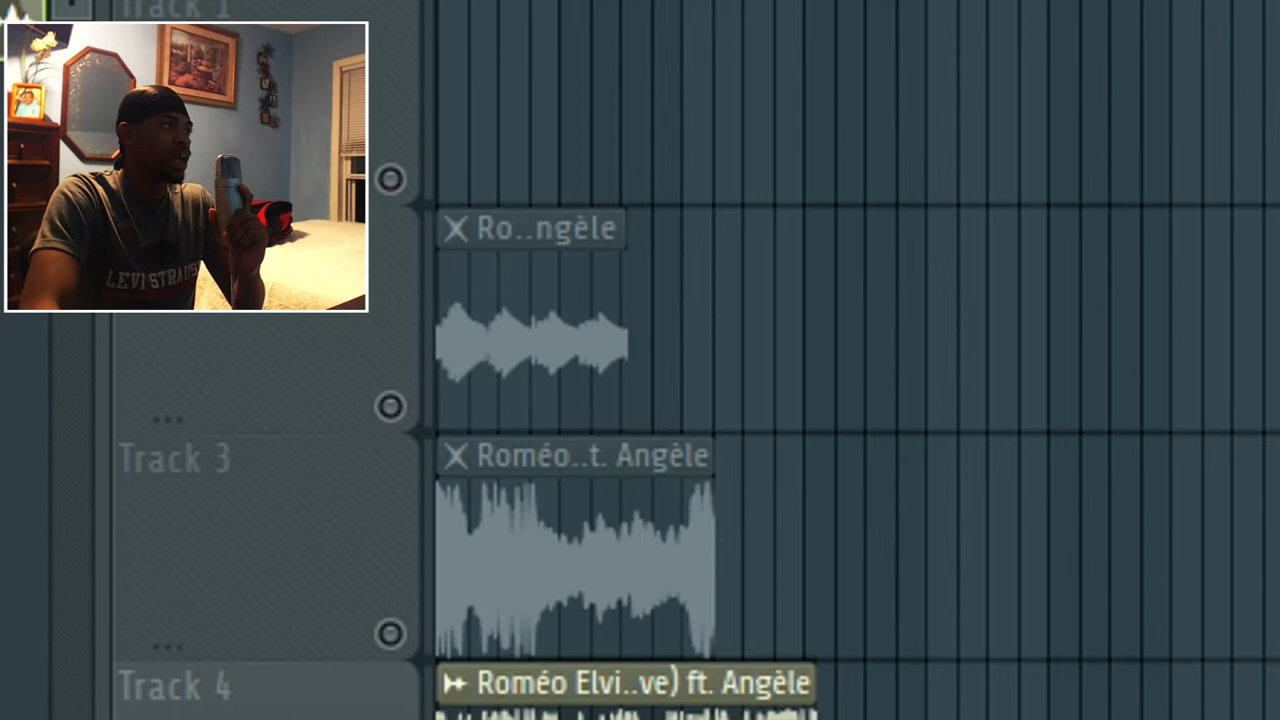 Track 1
LEVI STRAUSS
Ro..ngèle
Track 3
Roméo..t. Angèle
Track 4
Roméo Elvi..ve) ft. Angèle